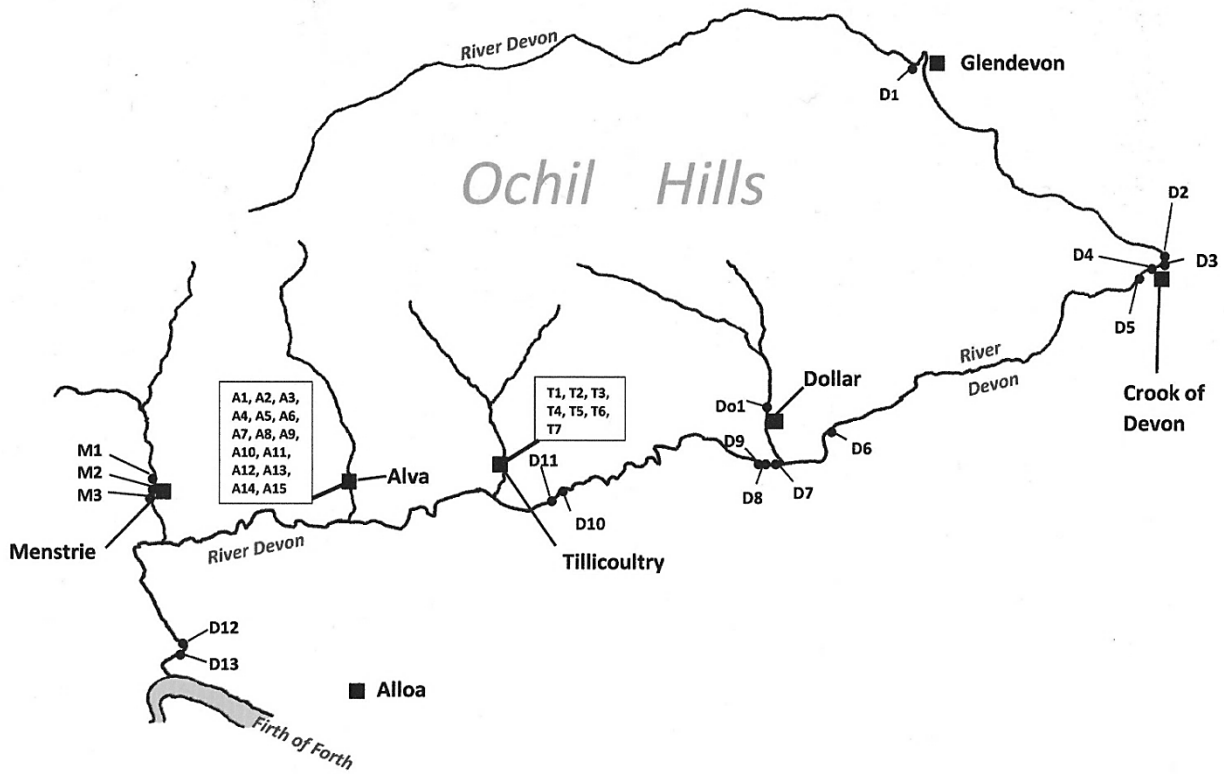 River Devon
Glendevon
D1
Ochil Hills
D2
D3
D4
D5
River
Devon
Crook of
Devon
A1, A2, A3,
A4, A5, A6,
A7, A8, A9,
A10, A11,
A12, A13,
A14, A15
T1, T2, T3,
T4, T5, T6,
T7
Dollar
Do1
D6
D9
D8
D7
M1
M2
M3
Alva
D11
D10
Menstrie
River Devon
Tillicoultry
D12
D13
Alloa
Firth of Forth